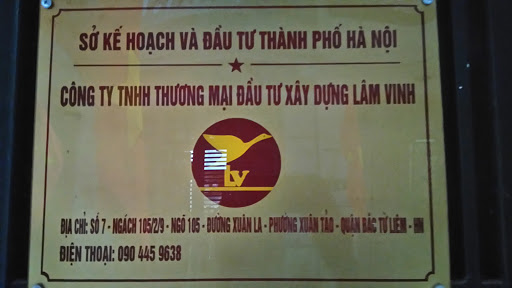 SỞ KẾ HOẠCH VÀ ĐẦU TƯ THÀNH PHỐ HÀ NỘI
CÔNG TY TNHH THƯƠNG MẠI ĐẦU TƯ XÂY DỰNG LÂM VINH
LV
ĐỊA CHỈ: SỐ 7 - NGÁCH 105/2/9 - NGÕ 105 - ĐƯỜNG XUÂN LA - PHƯỜNG XUÂN TẢO - QUẬN BẮC TỪ LIÊM - HN
ĐIỆN THOẠI: 090 445 9638